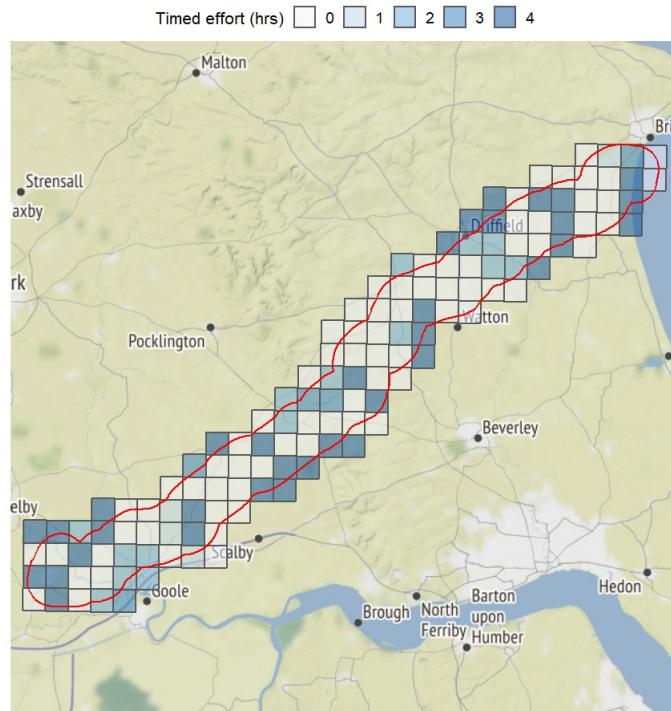 Timed effort (hrs) 0 1 2 3 4
Malton
Bri
Strensall
axby
Driffield
rk
Pocklington
Watton
Beverley
elby
Scalby
Goole
Hedon
Brough
North
Ferriby
Barton
upon
Humber